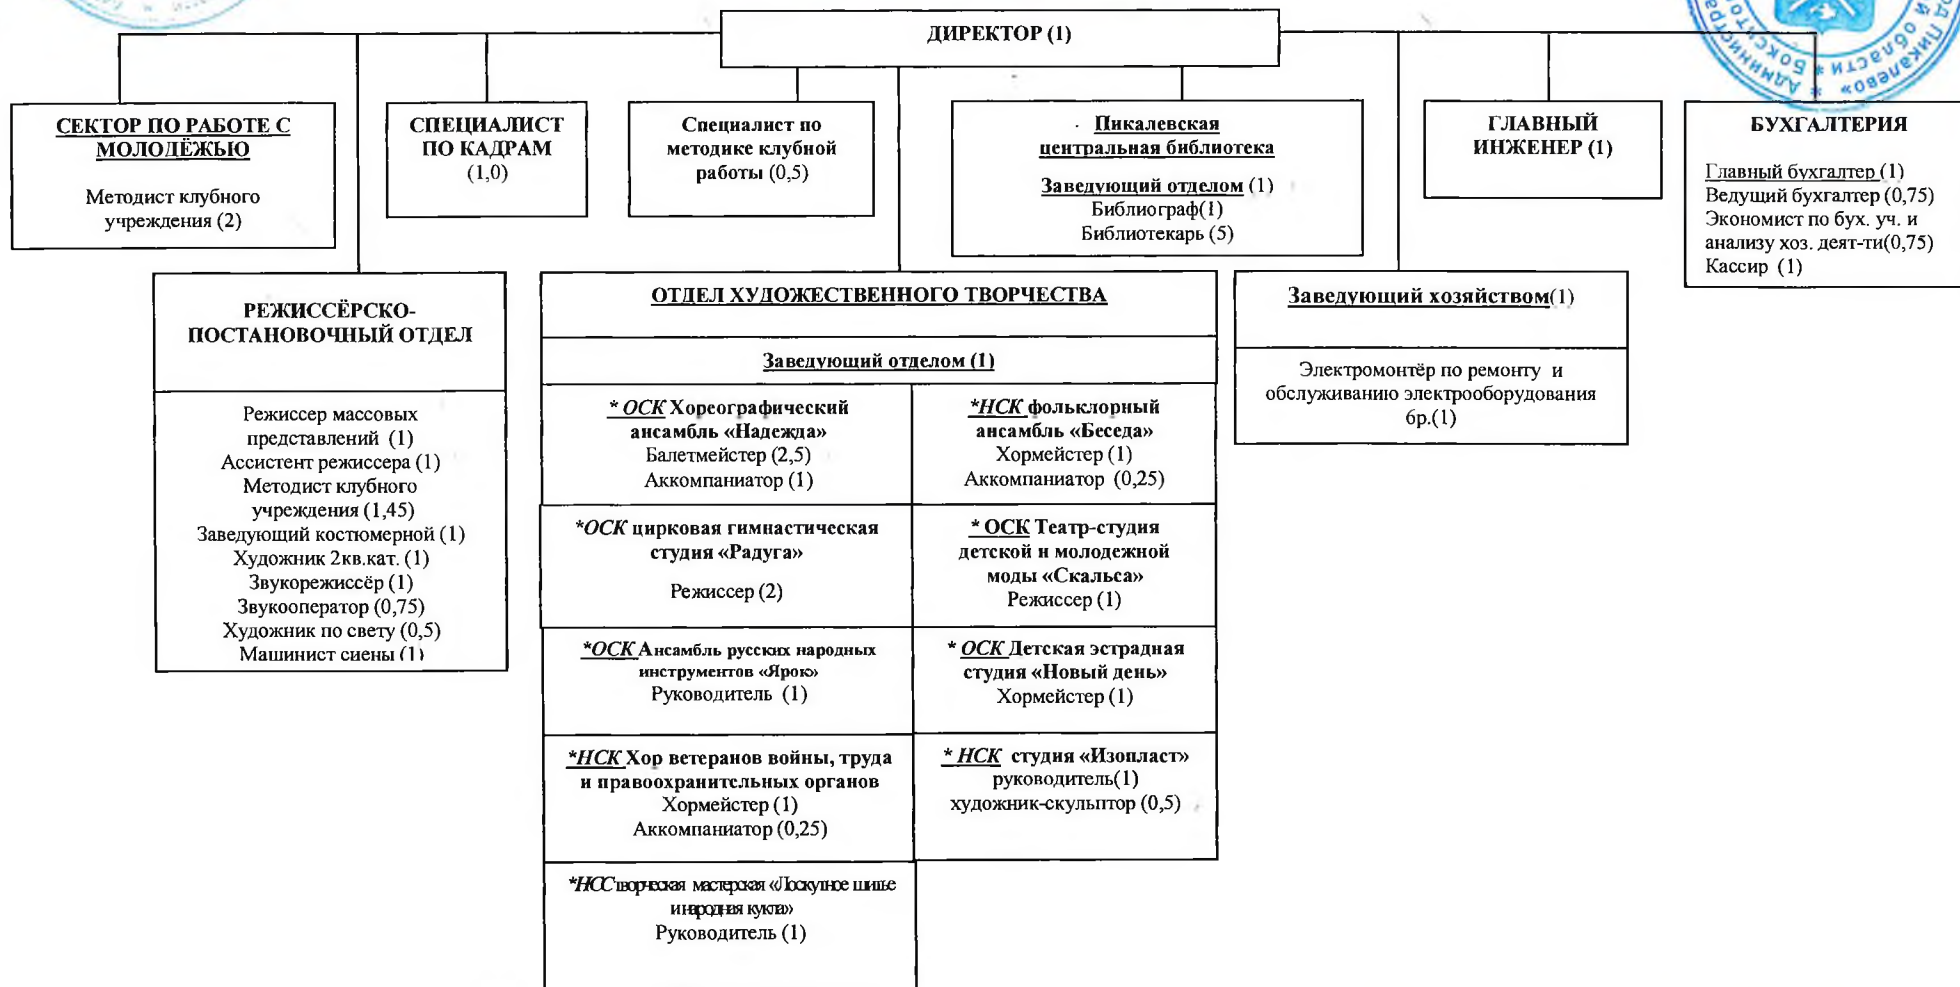 ДИРЕКТОР (1)
СЕКТОР ПО РАБОТЕ С
МОЛОДЁЖЬЮ
Методист клубного
учреждения (2)
СПЕЦИАЛИСТ
ПО КАДРАМ
(1,0)
Специалист по
методике клубной
работы (0,5)
Пикалевская
центральная библиотека
Заведующий отделом (1)
Библиограф(1)
Библиотекарь (5)
ГЛАВНЫЙ
ИНЖЕНЕР (1)
БУХГАЛТЕРИЯ
Главный бухгалтер (1)
Ведущий бухгалтер (0,75)
Экономист по бух. уч. и
анализу хоз. деят-ти(0,75)
Кассир (1)
РЕЖИССЁРСКО-
ПОСТАНОВОЧНЫЙ ОТДЕЛ
Режиссер массовых
представлений (1)
Ассистент режиссера (1)
Методист клубного
учреждения (1,45)
Заведующий костюмерной (1)
Художник 2кв.кат. (1)
Звукорежиссёр (1)
Звукооператор (0,75)
Художник по свету (0,5)
Машинист сцены (1)
ОТДЕЛ ХУДОЖЕСТВЕННОГО ТВОРЧЕСТВА
Заведующий отделом (1)
* ОСК Хореографический
ансамбль «Надежда»
Балетмейстер (2,5)
Аккомпаниатор (1)
*НСК фольклорный
ансамбль «Беседа»
Хормейстер (1)
Аккомпаниатор (0,25)
*ОСК цирковая гимнастическая
студия «Радуга»
Режиссер (2)
* ОСК Театр-студия
детской и молодежной
моды «Скальса»
Режиссер (1)
*ОСК Ансамбль русских народных
инструментов «Ярок»
Руководитель (1)
* ОСК Детская эстрадная
студия «Новый день»
Хормейстер (1)
*НСК Хор ветеранов войны, труда
и правоохранительных органов
Хормейстер (1)
Аккомпаниатор (0,25)
* НСК студия «Изопласт»
руководитель(1)
художник-скульптор (0,5)
*НСС творческая мастерская «Лоскутное шитье
и народная кукла»
Руководитель (1)
Заведующий хозяйством(1)
Электромонтёр по ремонту и
обслуживанию электрооборудования
6р.(1)
город Пикалево» * Администра
й области * Бокситого